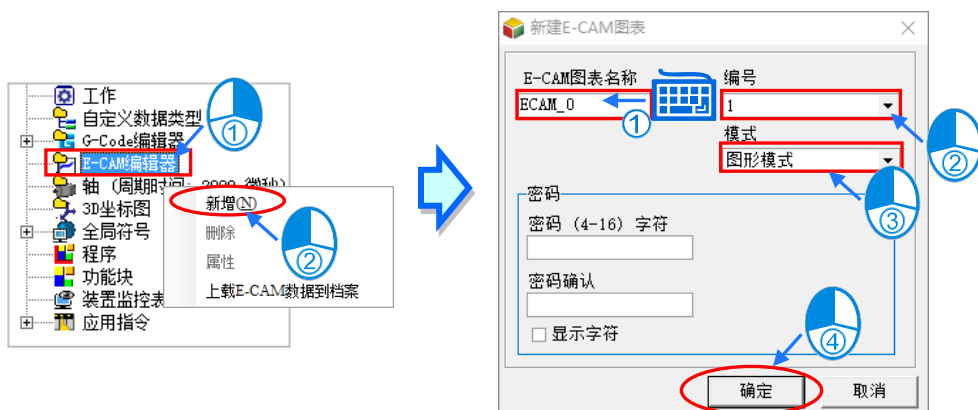 工作
自定义数据类型
①
G-Code编辑器
E-CAM编辑器
轴 (周期时间: 2000 微秒)
3D坐标图
全局符号
程序
功能块
装置监控表
应用指令
新增(N)
删除
②
属性
上载E-CAM数据到档案
新建E-CAM图表
E-CAM图表名称
编号
ECAM_0
①
1
②
模式
图形模式
③
密码
密码 (4-16) 字符
密码确认
显示字符
④
确定
取消